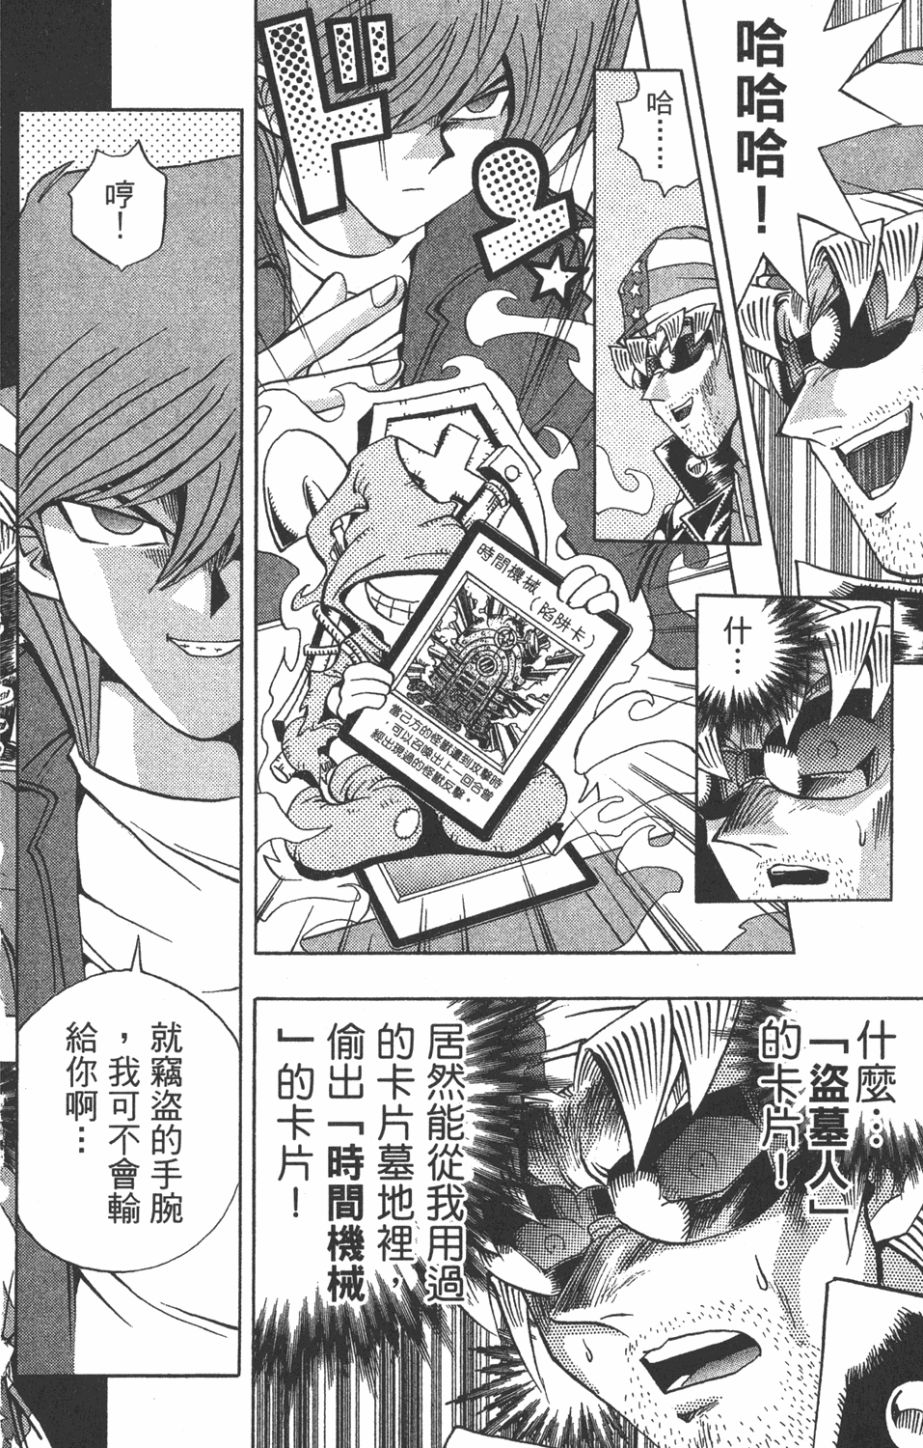 哈哈哈！
哈……
什…
ド
ン
時間機械
（陷阱卡）
當己方的怪獸遭到攻擊時
，可以召喚出上一回合曾
經出現過的怪獸反擊。
什麼…
「盜墓人」
的卡片！
居然能從我用過
的卡片墓地裡，
偷出「時間機械
」的卡片！
哼！
就竊盜的手腕
，我可不會輸
給你啊…